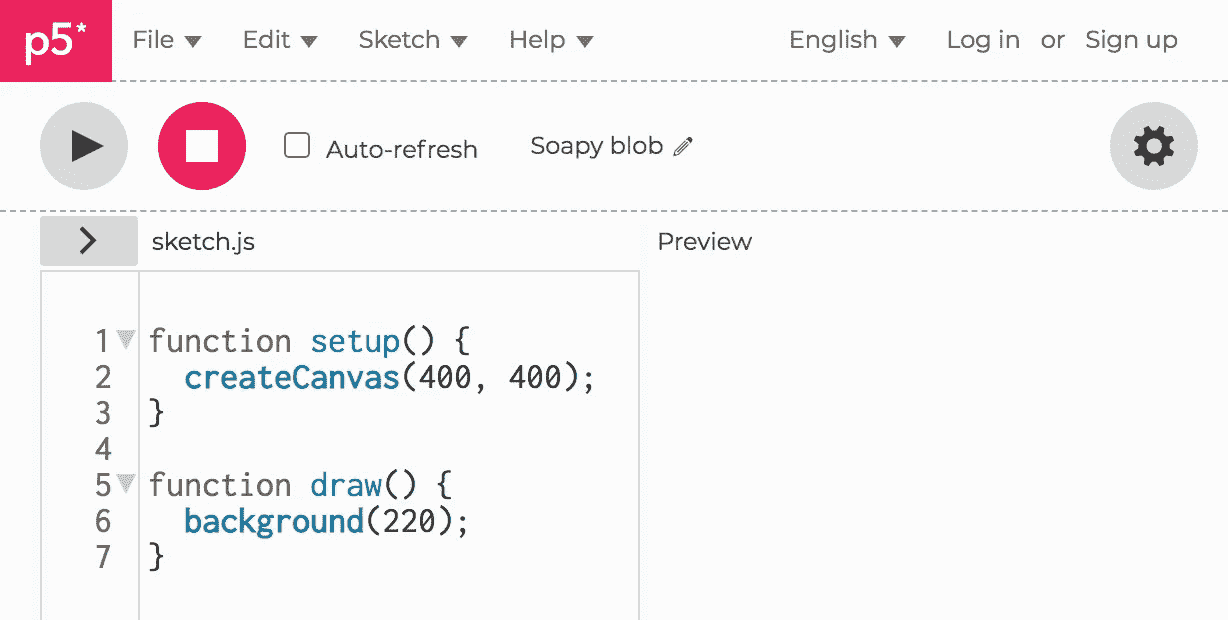 p5* File Edit Sketch Help English Log in or Sign up
Auto-refresh Soapy blob
sketch.js Preview
1 function setup() {
2   createCanvas(400, 400);
3 }
4
5 function draw() {
6   background(220);
7 }